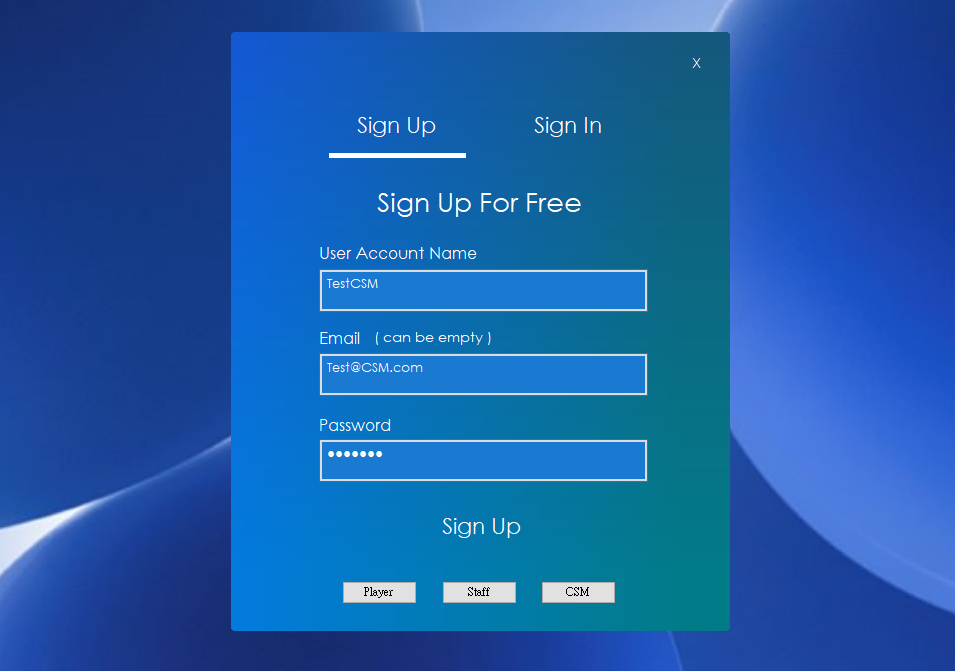 X
Sign Up Sign In
Sign Up For Free
User Account Name
TestCSM
Email ( can be empty )
Test@CSM.com
Password
●●●●●●●
Sign Up
Player Staff CSM